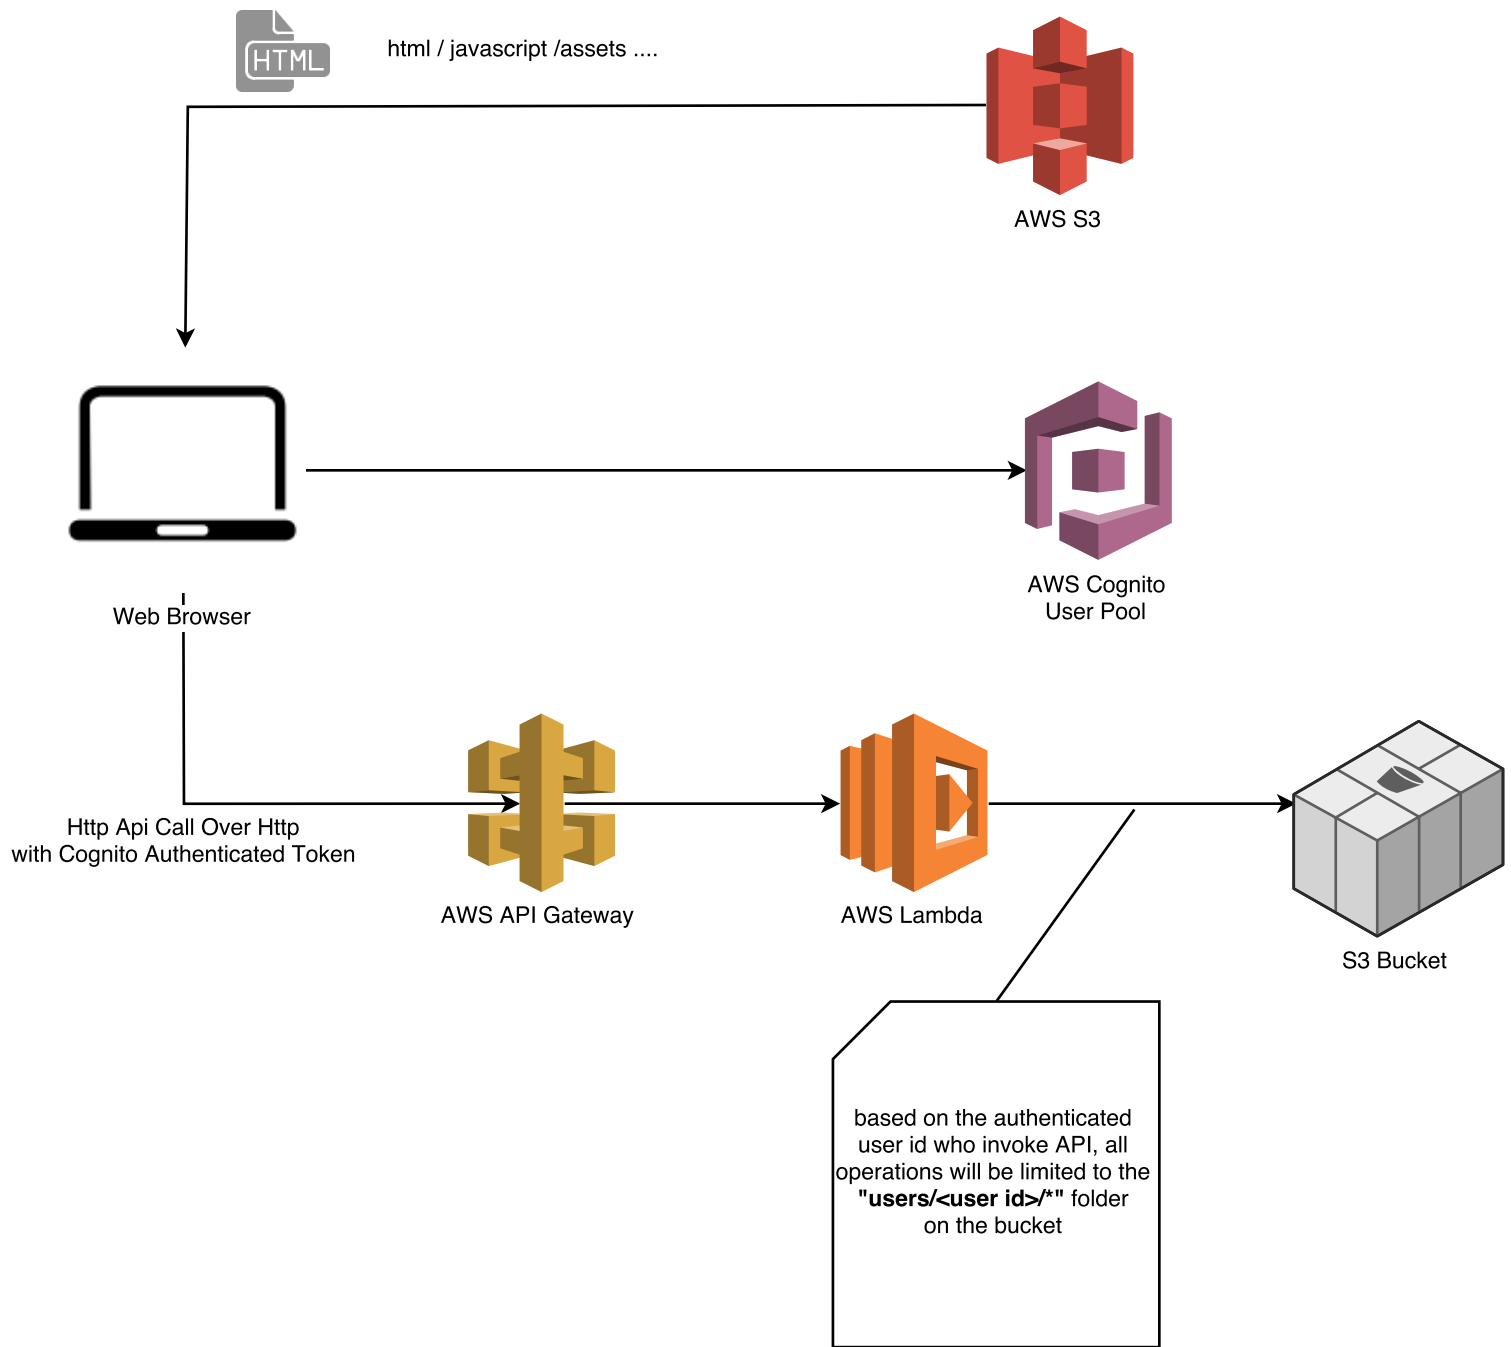 HTML
html / javascript /assets ....
AWS S3
AWS Cognito
User Pool
Web Browser
Http Api Call Over Http
with Cognito Authenticated Token
AWS API Gateway
AWS Lambda
S3 Bucket
based on the authenticated
user id who invoke API, all
operations will be limited to the
"users/<user id>/*" folder
on the bucket